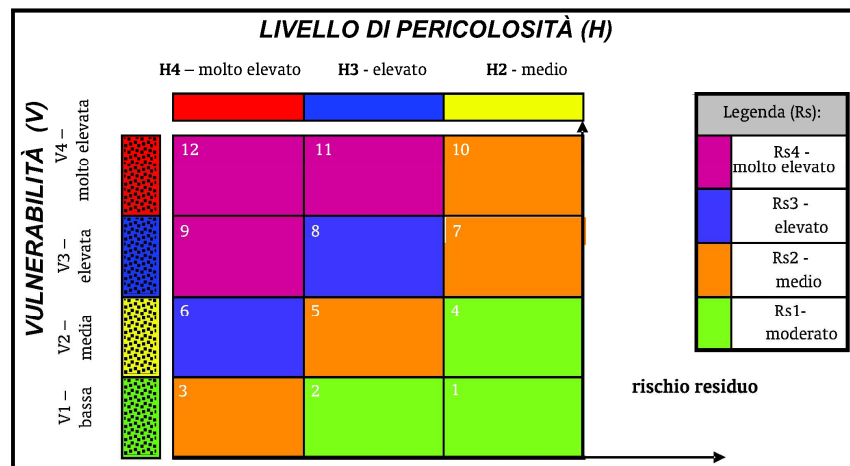 LIVELLO DI PERICOLOSITÀ (H)
H4 – molto elevato
H3 - elevato
H2 - medio
VULNERABILITÀ (V)
V4 –
molto elevata
V3 –
elevata
V2 –
media
V1 –
bassa
12
11
10
9
8
7
6
5
4
3
2
1
Legenda (Rs):
Rs4 -
molto elevato
Rs3 -
elevato
Rs2 -
medio
Rs1-
moderato
rischio residuo